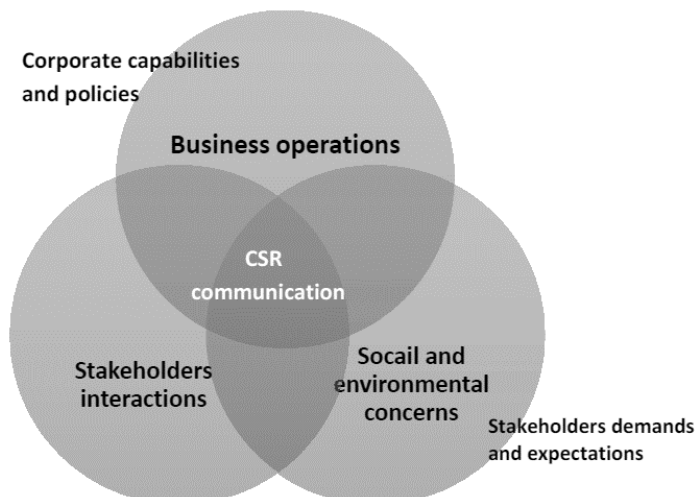 Corporate capabilities
and policies
Business operations
CSR
communication
Stakeholders
interactions
Socail and
environmental
concerns
Stakeholders demands
and expectations